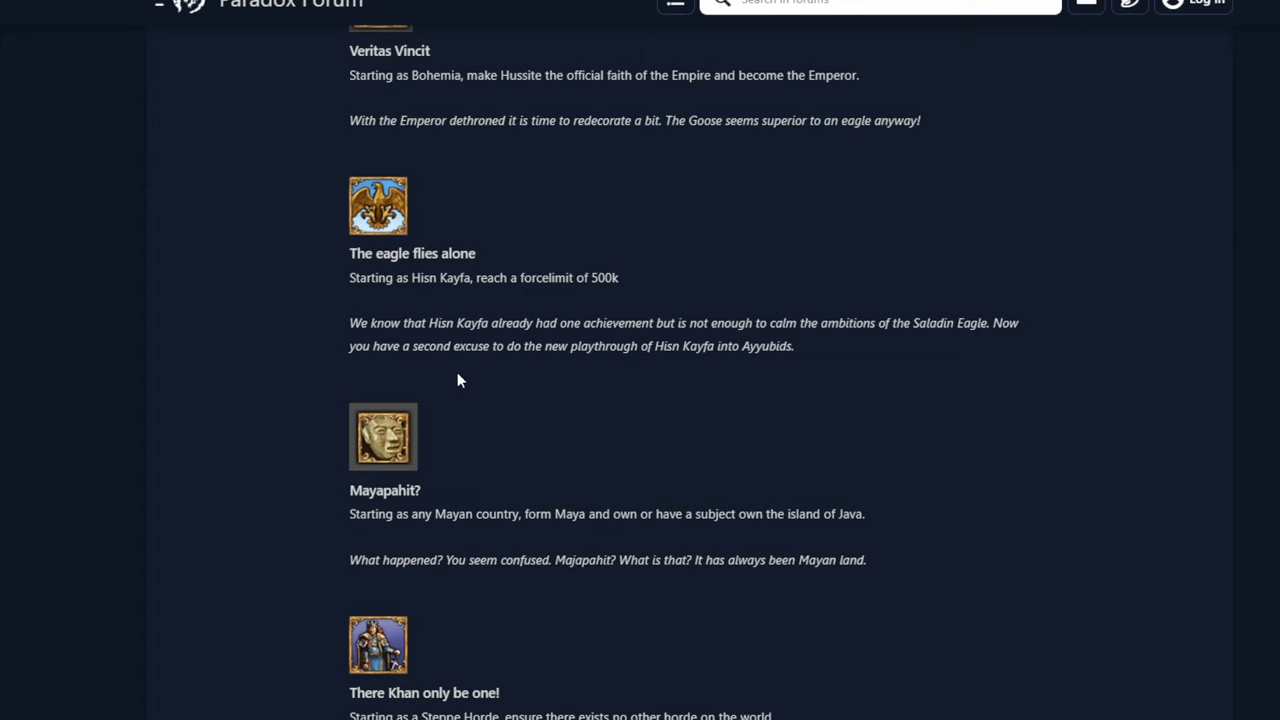 Paradox Forum
Search in forums
Log in
Veritas Vincit
Starting as Bohemia, make Hussite the official faith of the Empire and become the Emperor.
With the Emperor dethroned it is time to redecorate a bit. The Goose seems superior to an eagle anyway!
The eagle flies alone
Starting as Hisn Kayfa, reach a forcelimit of 500k
We know that Hisn Kayfa already had one achievement but is not enough to calm the ambitions of the Saladin Eagle. Now
you have a second excuse to do the new playthrough of Hisn Kayfa into Ayyubids.
Mayapahit?
Starting as any Mayan country, form Maya and own or have a subject own the island of Java.
What happened? You seem confused. Majapahit? What is that? It has always been Mayan land.
There Khan only be one!
Starting as a Steppe Horde, ensure there exists no other horde on the world